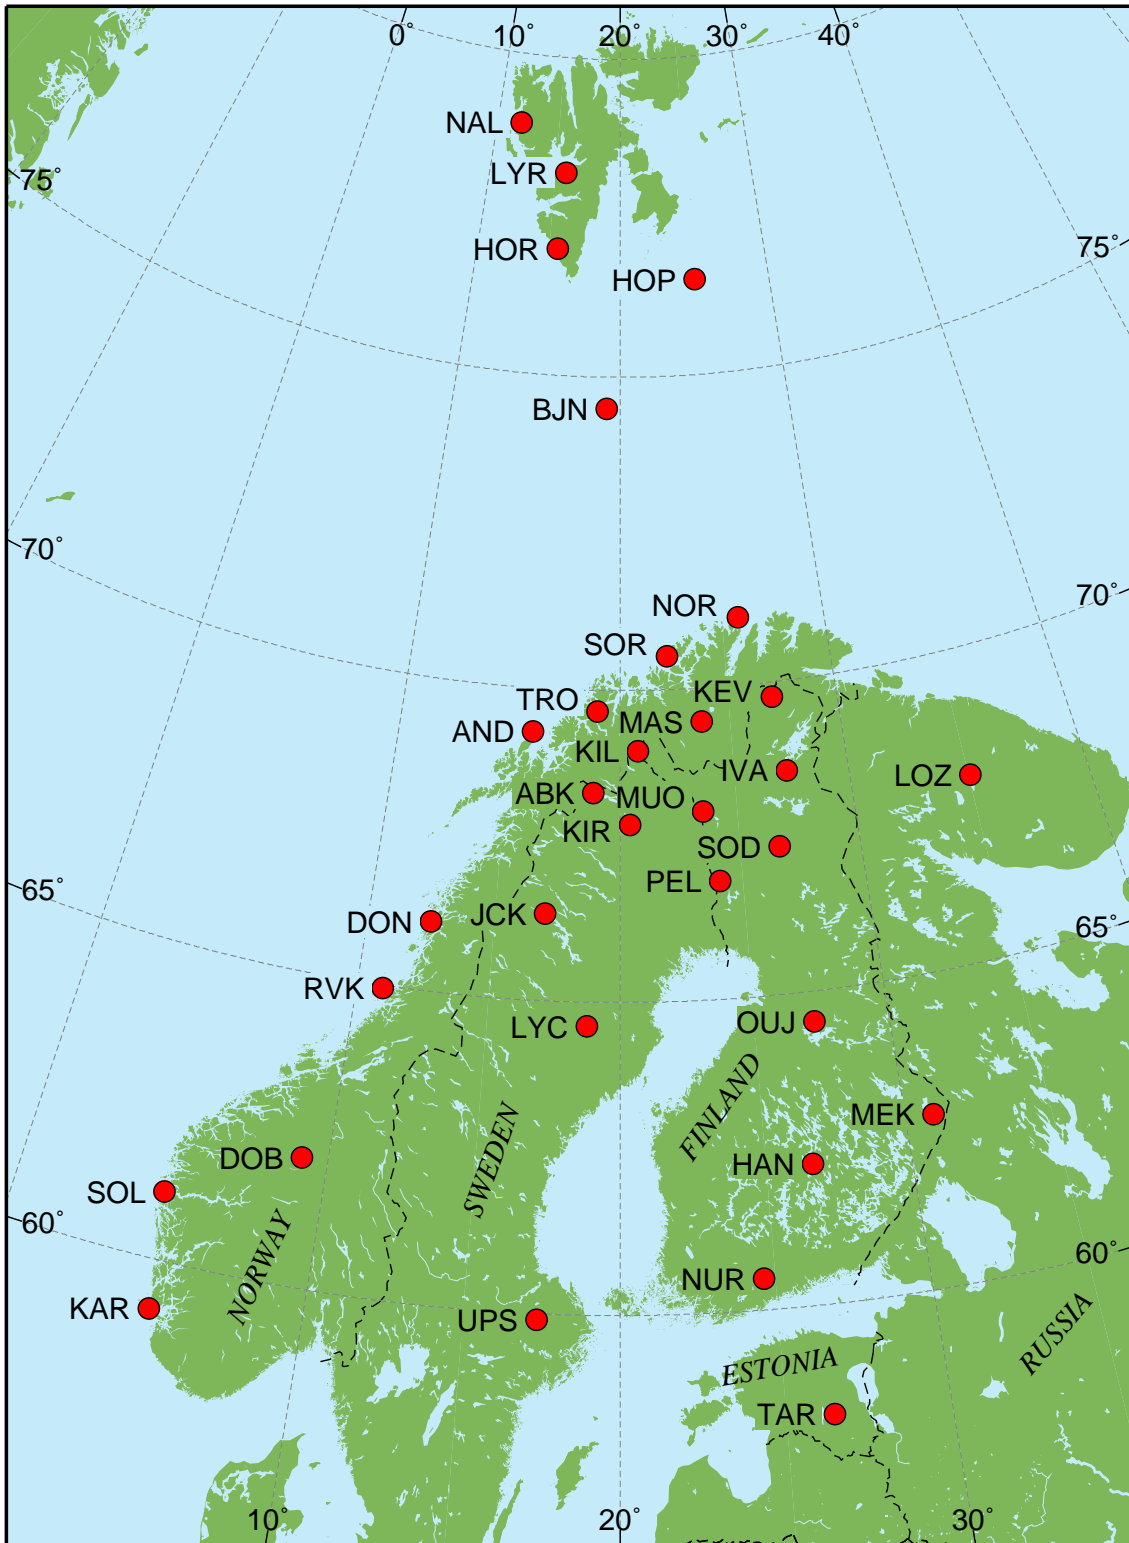 0° 10° 20° 30° 40°
NAL
LYR
75°
HOR
75°
HOP
BJN
70°
70°
NOR
SOR
KEV
TRO
MAS
AND
KIL
IVA
LOZ
ABK
MUO
KIR
SOD
PEL
65°
JCK
DON
65°
RVK
LYC
OUJ
FINLAND
MEK
SWEDEN
DOB
HAN
SOL
60°
NORWAY
60°
NUR
KAR
UPS
RUSSIA
ESTONIA
TAR
10° 20° 30°